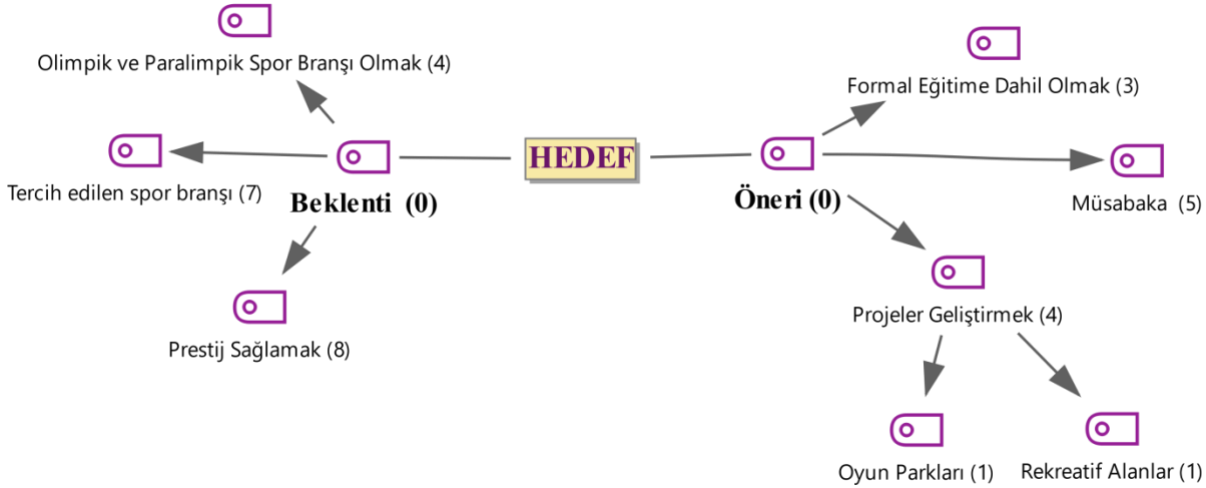 Olimpik ve Paralimpik Spor Branşı Olmak (4)
Formal Eğitime Dahil Olmak (3)
HEDEF
Tercih edilen spor branşı (7)
Beklenti (0)
Öneri (0)
Müsabaka (5)
Projeler Geliştirmek (4)
Prestij Sağlamak (8)
Oyun Parkları (1)
Rekreatif Alanlar (1)